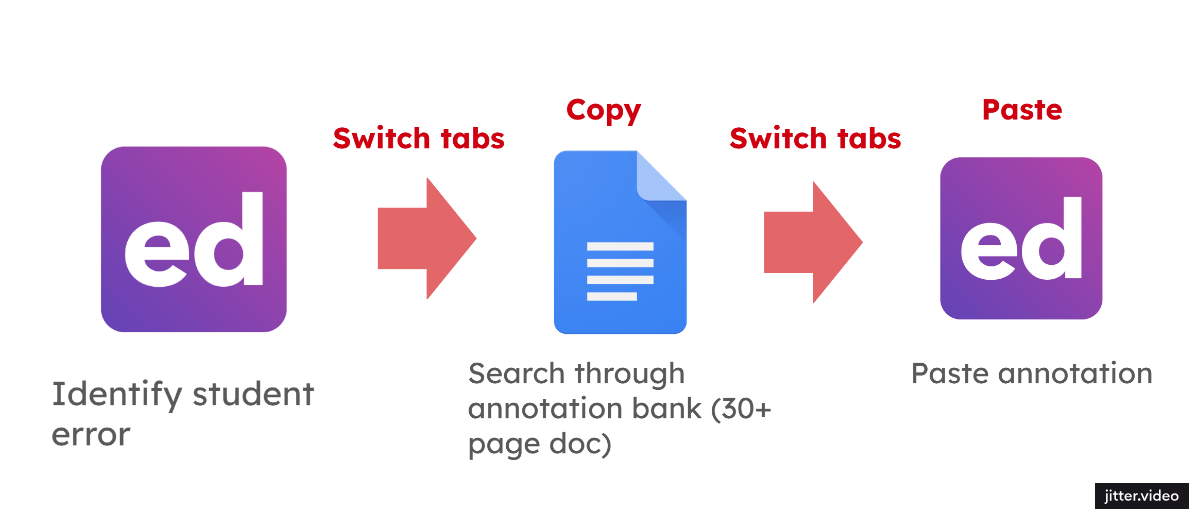 Copy
Paste
Switch tabs
Switch tabs
ed
ed
Identify student
error
Search through
annotation bank (30+
page doc)
Paste annotation
jitter.video